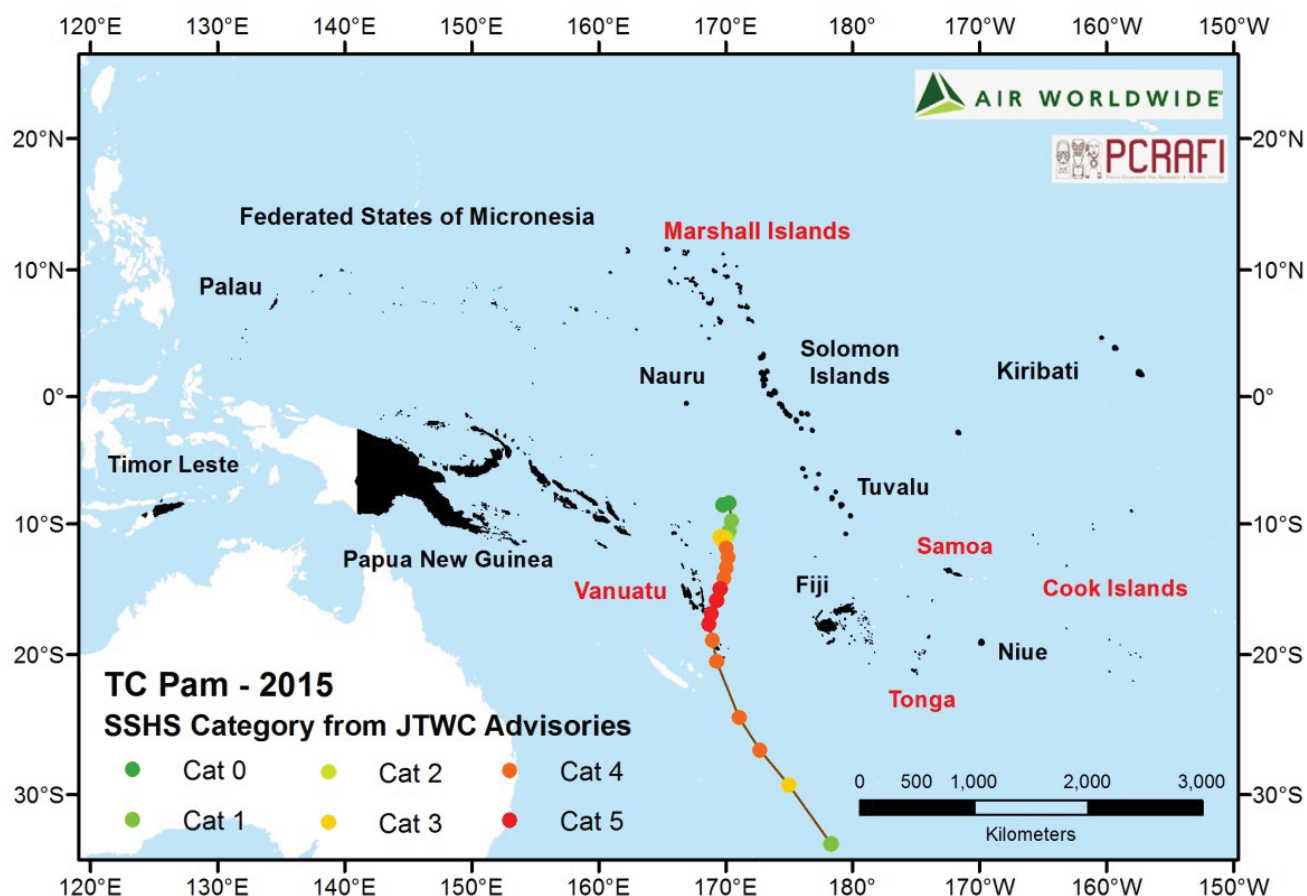 120°E 130°E 140°E 150°E 160°E 170°E 180° 170°W 160°W 150°W
AIR WORLDWIDE
20°N 20°N
PCRAFI
Federated States of Micronesia
Marshall Islands
10°N 10°N
Palau
Solomon
Islands
Nauru
Kiribati
0° 0°
Timor Leste
Tuvalu
10°S 10°S
Papua New Guinea
Samoa
Vanuatu
Fiji
Cook Islands
Niue
20°S 20°S
Tonga
TC Pam - 2015
SSHS Category from JTWC Advisories
Cat 0 Cat 2 Cat 4
Cat 1 Cat 3 Cat 5
0 500 1,000 2,000 3,000
Kilometers
30°S 30°S
120°E 130°E 140°E 150°E 160°E 170°E 180° 170°W 160°W 150°W